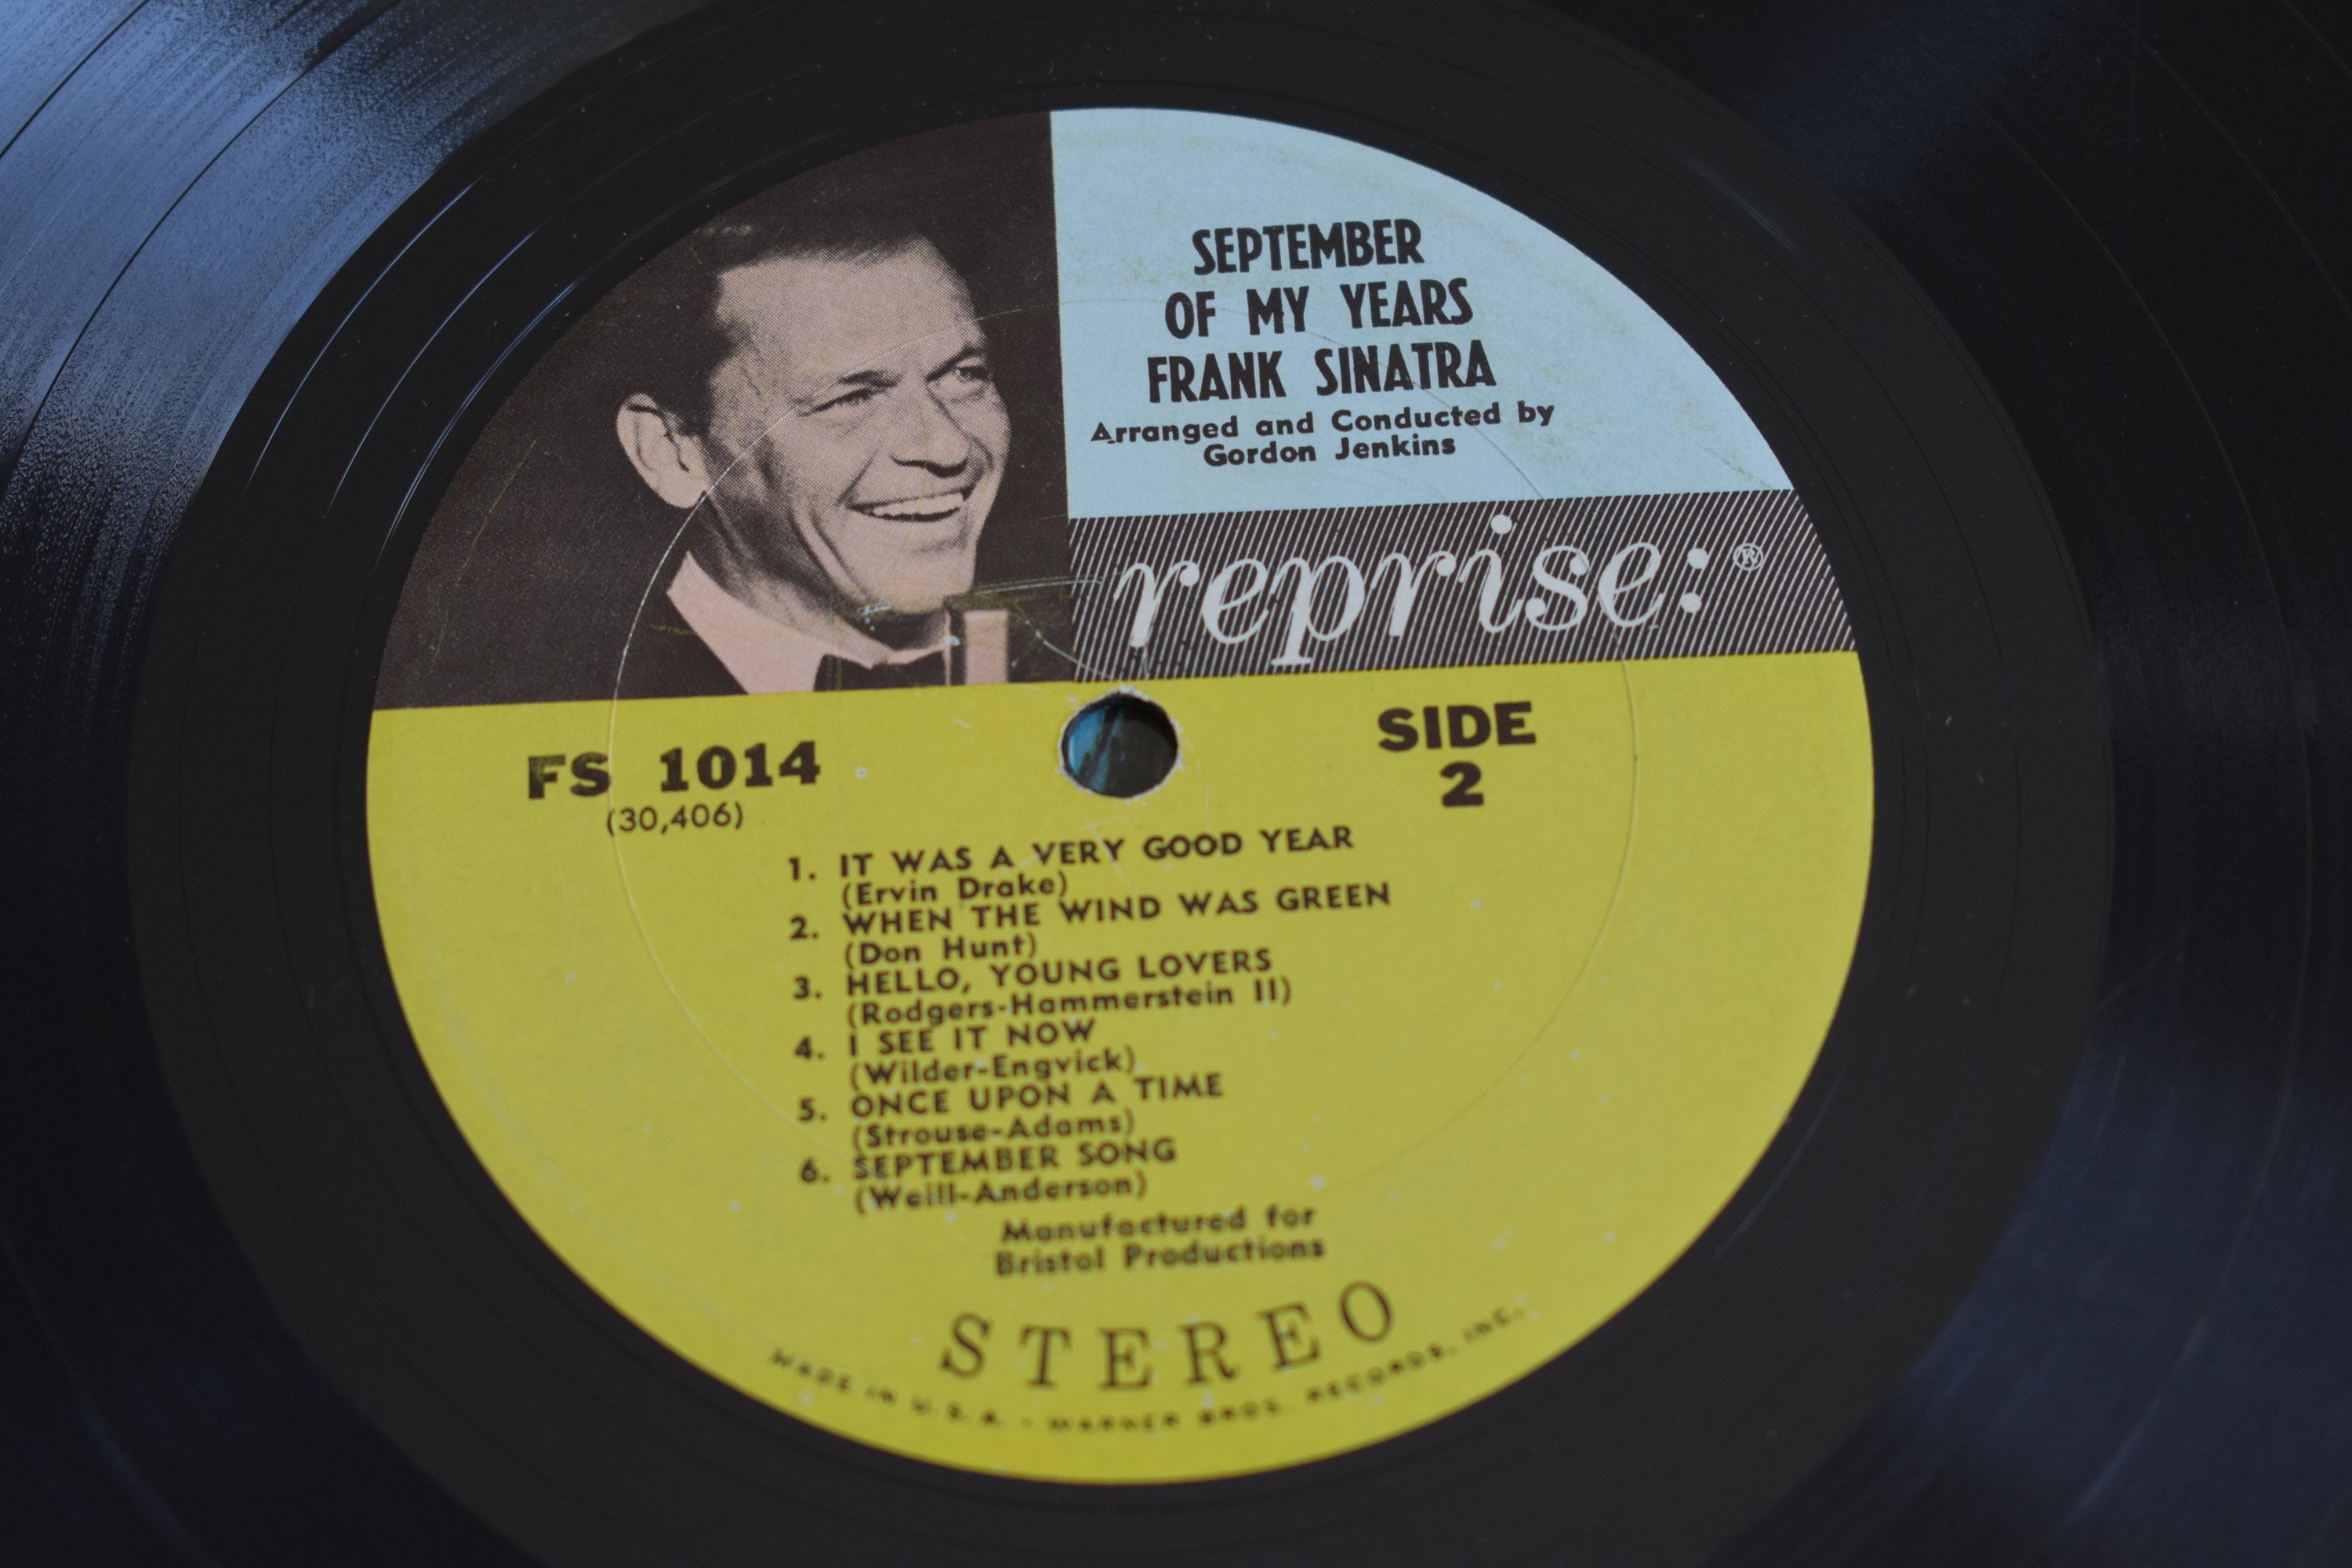 SEPTEMBER
OF MY YEARS
FRANK SINATRA
Arranged and Conducted by
Gordon Jenkins
reprise:®
FS 1014
(30,406)
SIDE
2
1. IT WAS A VERY GOOD YEAR
(Ervin Drake)
2. WHEN THE WIND WAS GREEN
(Don Hunt)
3. HELLO, YOUNG LOVERS
(Rodgers-Hammerstein II)
4. I SEE IT NOW
(Wilder-Engvick)
5. ONCE UPON A TIME
(Strouse-Adams)
6. SEPTEMBER SONG
(Weill-Anderson)
Manufactured for
Bristol Productions
STEREO
MADE IN U.S.A. · WARNER BROS. RECORDS, INC.